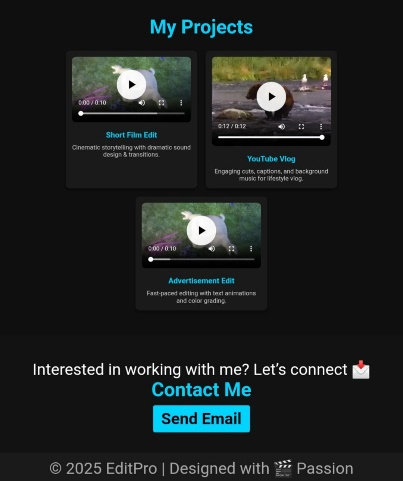 My Projects
0:00 / 0:10
Short Film Edit
Cinematic storytelling with dramatic sound
design & transitions.
0:12 / 0:12
YouTube Vlog
Engaging cuts, captions, and background
music for lifestyle vlog.
0:00 / 0:10
Advertisement Edit
Fast-paced editing with text animations
and color grading.
Interested in working with me? Let’s connect 📩
Contact Me
Send Email
© 2025 EditPro | Designed with 🎬 Passion